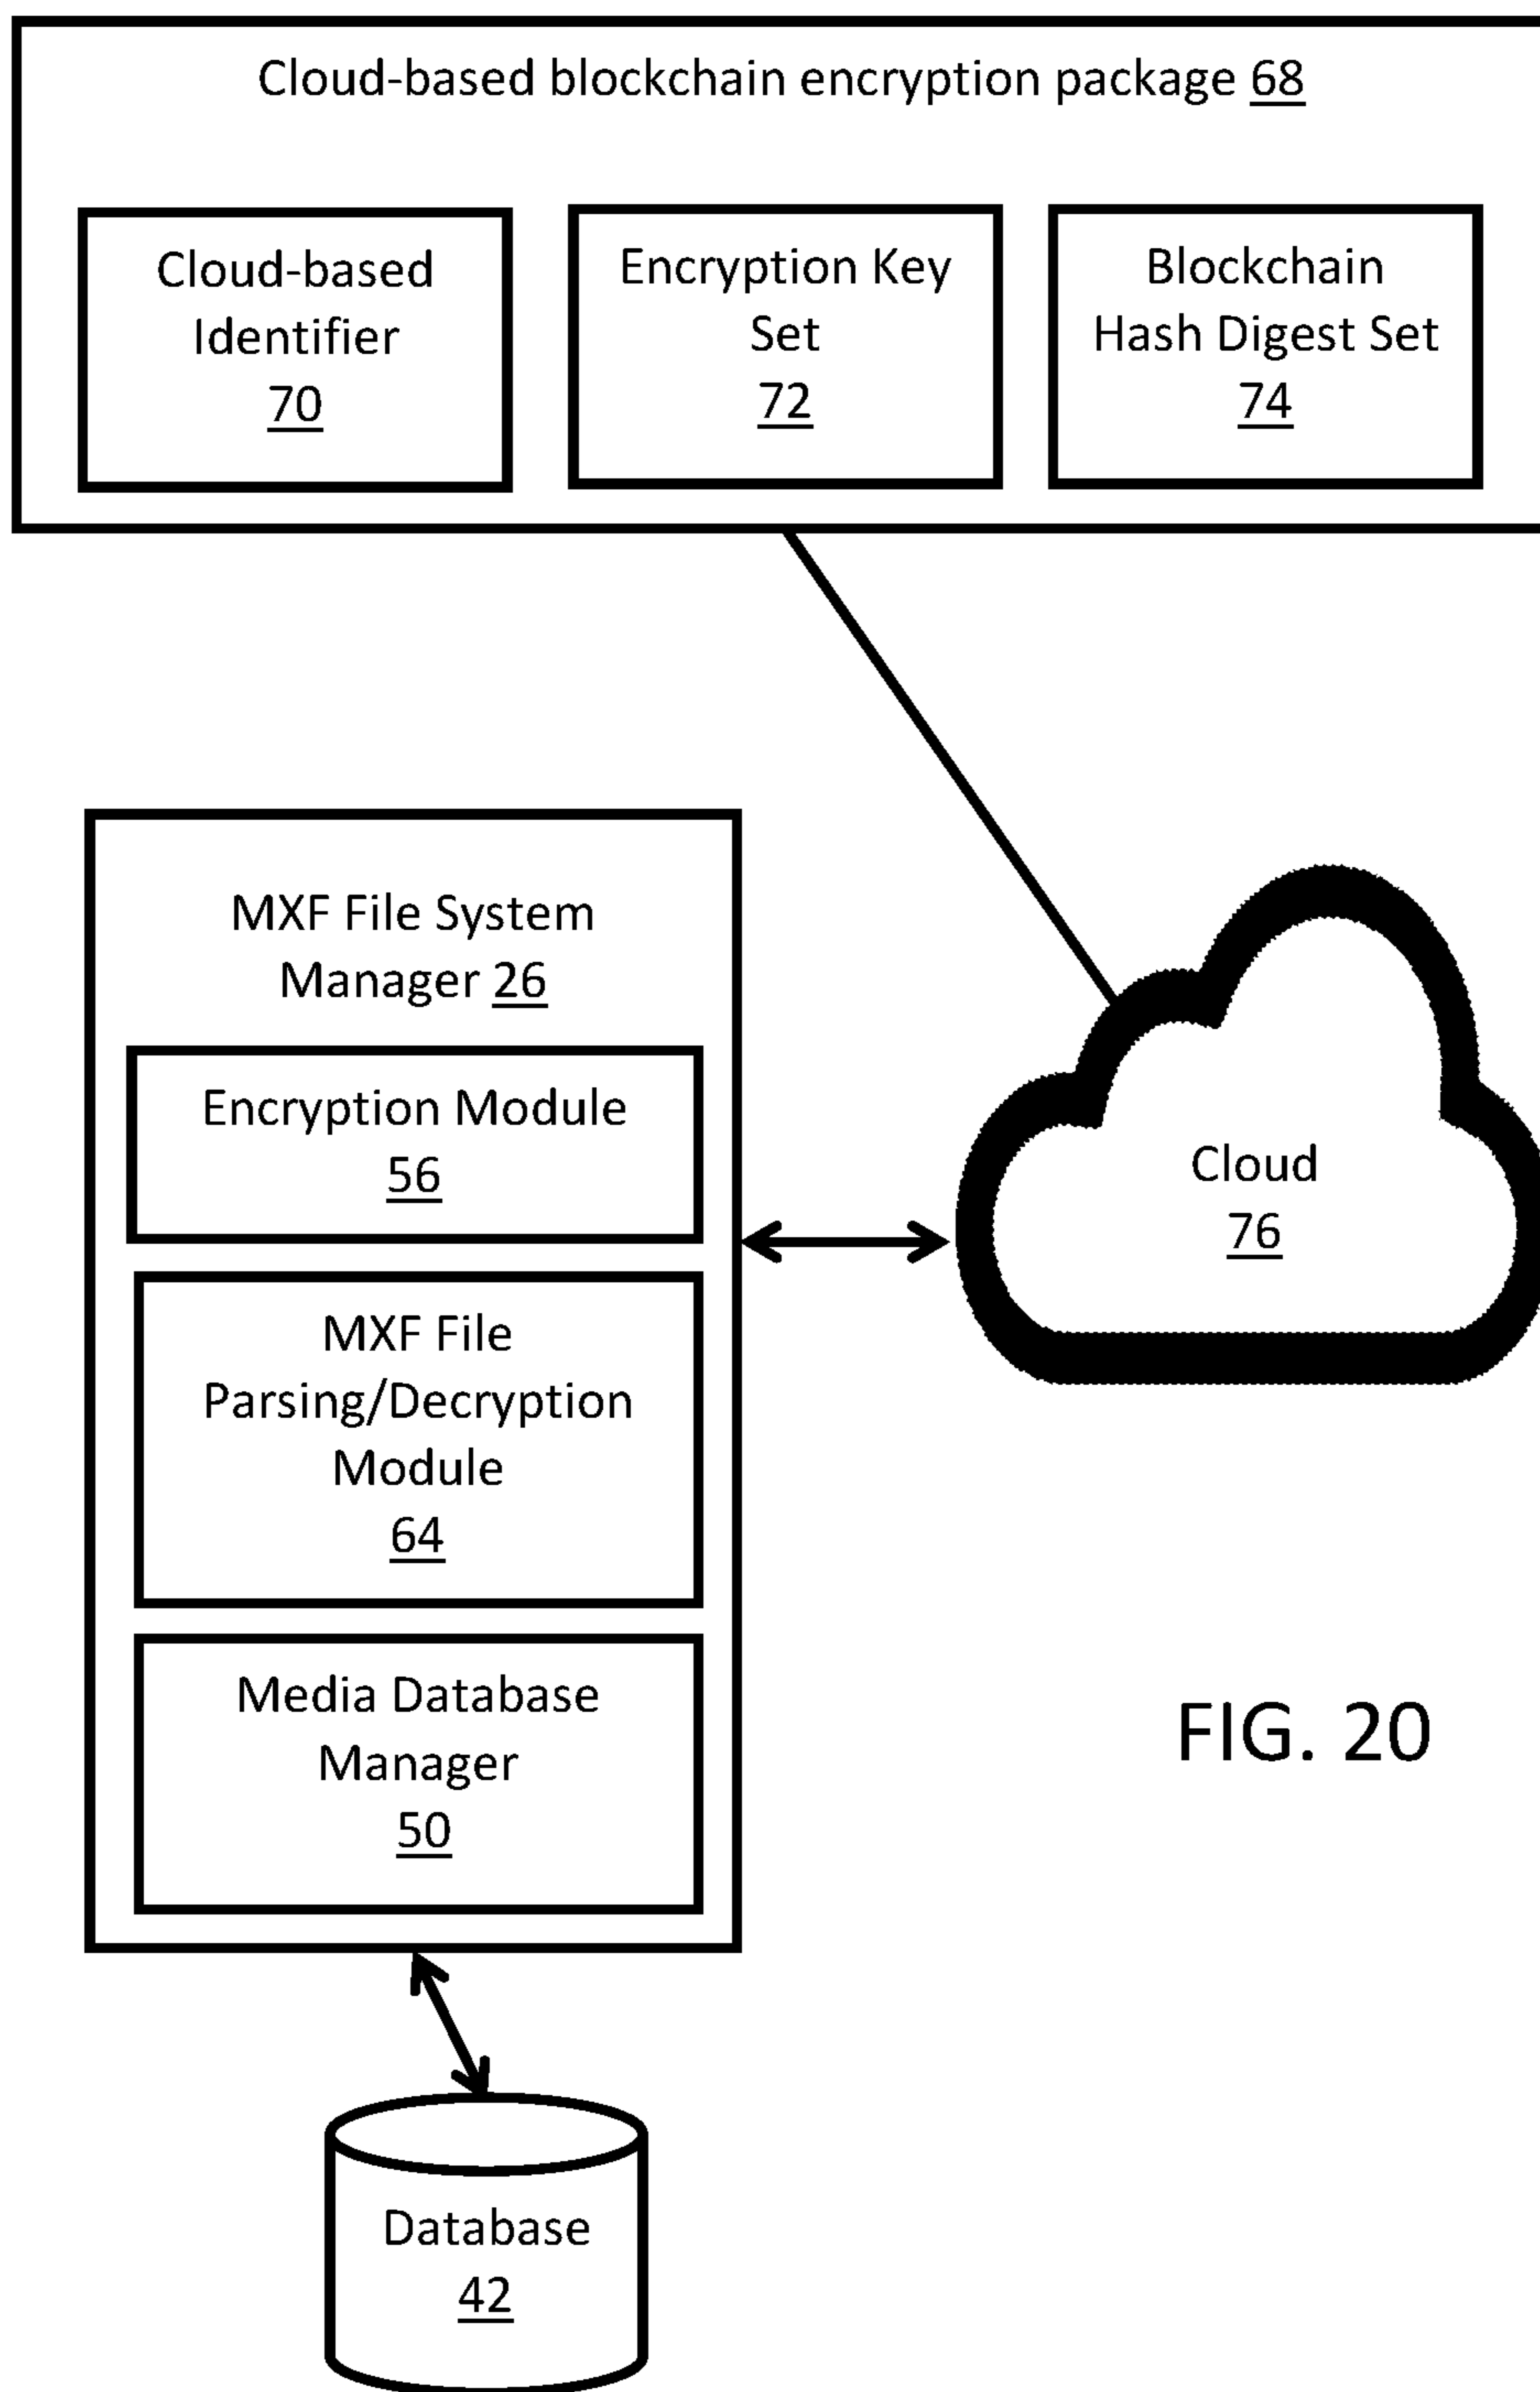 Cloud-based blockchain encryption package 68
Cloud-based
Identifier
70
Encryption Key
Set
72
Blockchain
Hash Digest Set
74
MXF File System
Manager 26
Encryption Module
56
MXF File
Parsing/Decryption
Module
64
Media Database
Manager
50
Cloud
76
FIG. 20
Database
42